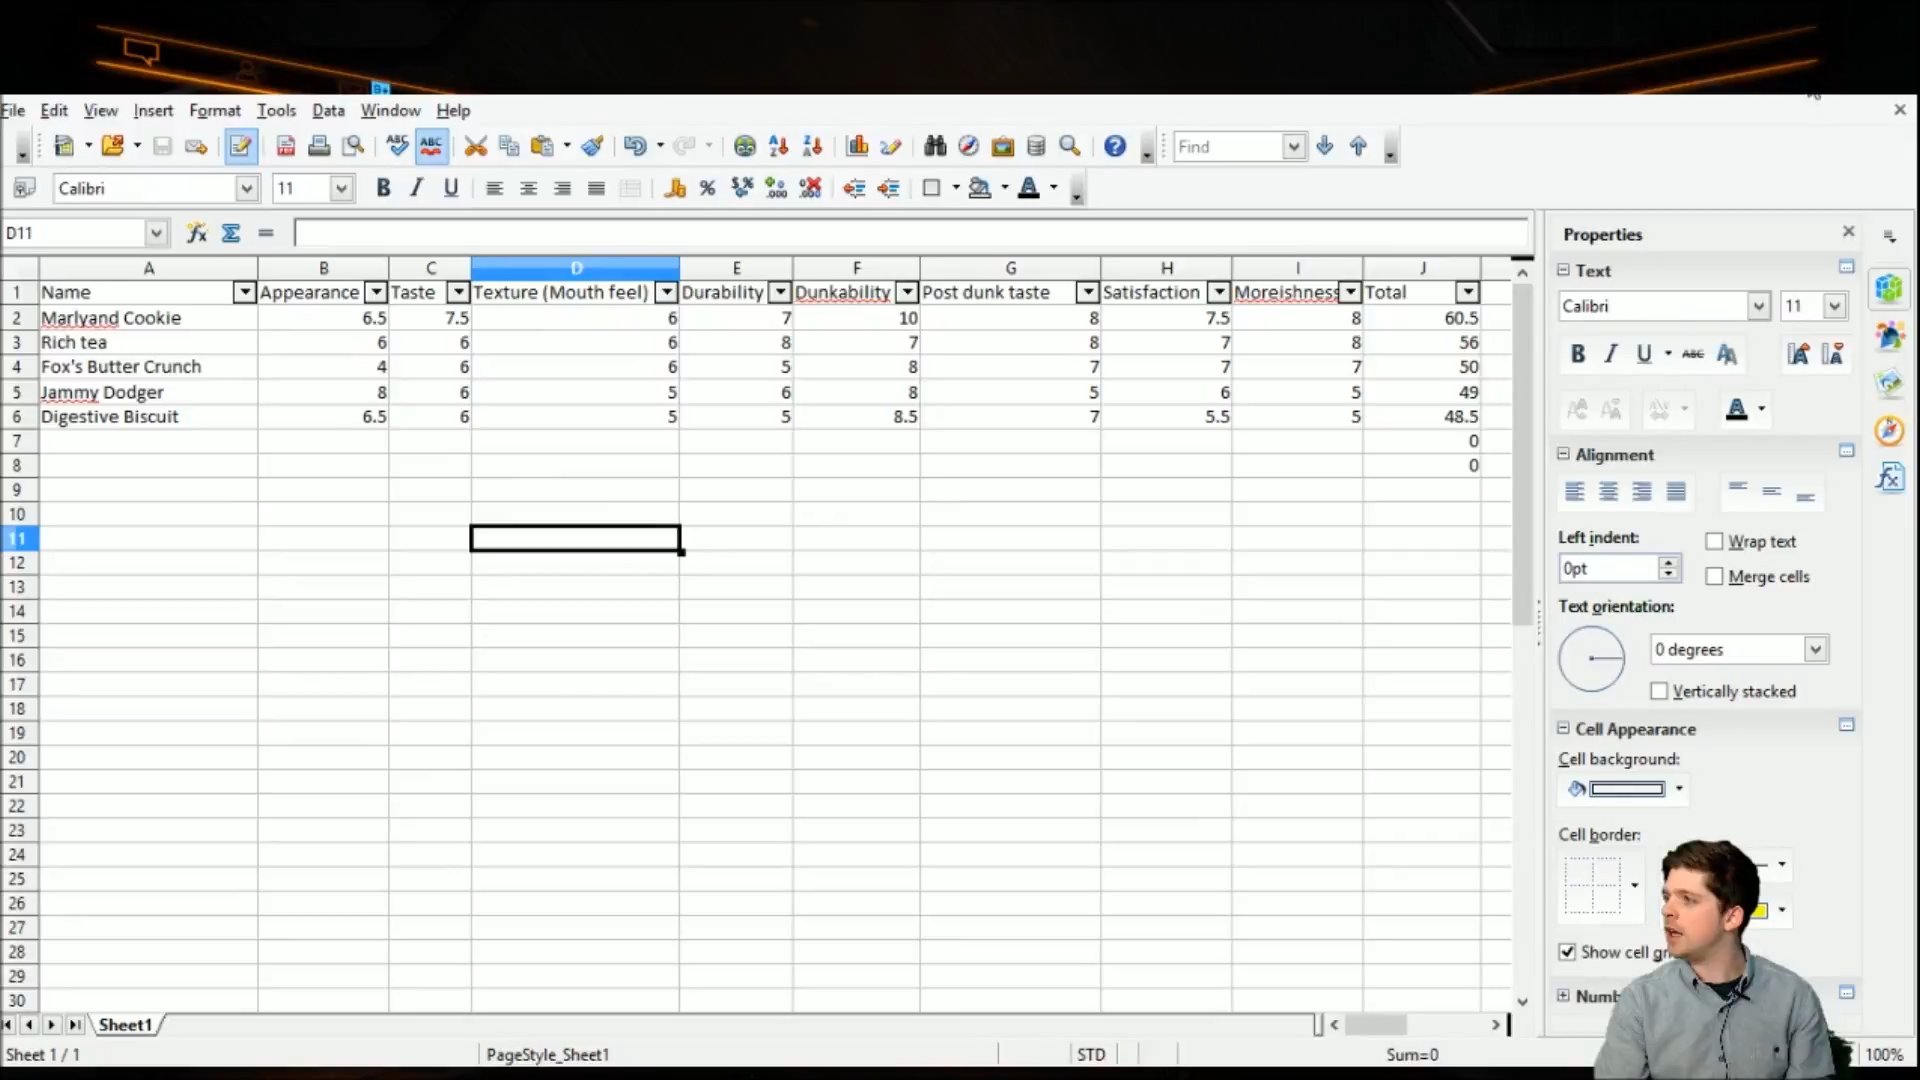 File Edit View Insert Format Tools Data Window Help
Find
Calibri 11
D11
Properties
A B C D E F G H I J
Text
1 Name Appearance Taste Texture (Mouth feel) Durability Dunkability Post dunk taste Satisfaction Moreishness Total
Calibri 11
2 Marlyand Cookie 6.5 7.5 6 7 10 8 7.5 8 60.5
3 Rich tea 6 6 6 8 7 8 7 8 56
4 Fox's Butter Crunch 4 6 6 5 8 7 7 7 50
5 Jammy Dodger 8 6 5 6 8 5 6 5 49
6 Digestive Biscuit 6.5 6 5 5 8.5 7 5.5 5 48.5
7 0
Alignment
8 0
9
10
11
Left indent: Wrap text
12
0pt Merge cells
13
14
Text orientation:
15
16
0 degrees
17
Vertically stacked
18
19
Cell Appearance
20
Cell background:
21
22
23
Cell border:
24
25
26
27
28
Show cell gr
29
30
Numb
Sheet1
Sheet 1 / 1 PageStyle_Sheet1 STD Sum=0 100%